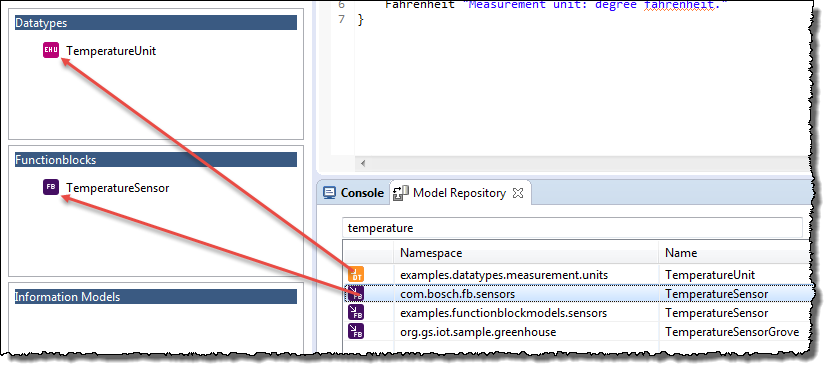 Datatypes
ENU TemperatureUnit
Functionblocks
FB TemperatureSensor
Information Models
6 Fahrenheit "Measurement unit: degree fahrenheit."
7 }
Console Model Repository
temperature
Namespace Name
DT examples.datatypes.measurement.units TemperatureUnit
FB com.bosch.fb.sensors TemperatureSensor
FB examples.functionblockmodels.sensors TemperatureSensor
FB org.gs.iot.sample.greenhouse TemperatureSensorGrove